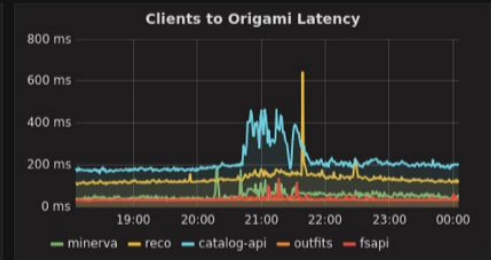 Clients to Origami Latency
800 ms
600 ms
400 ms
200 ms
0 ms
19:00 20:00 21:00 22:00 23:00 00:00
minerva reco catalog-api outfits fsapi